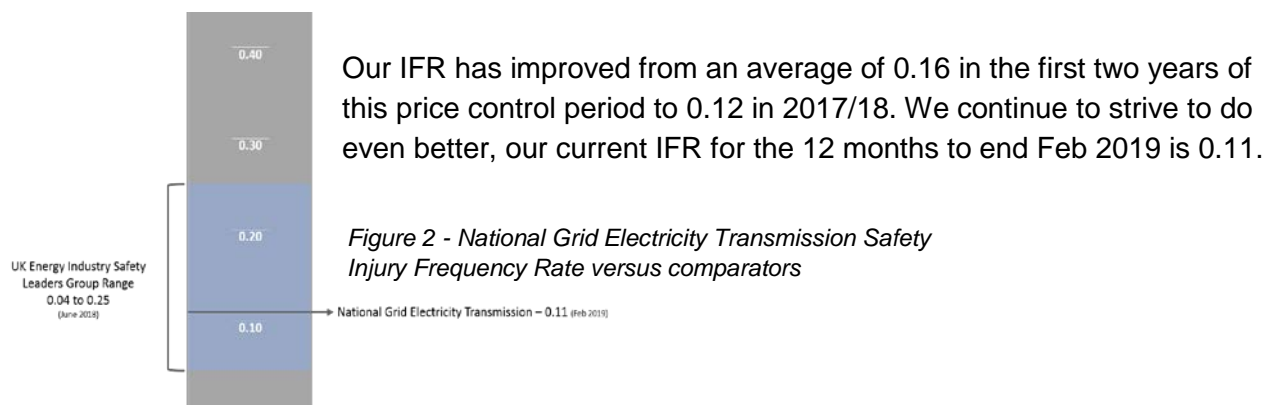 0.40
Our IFR has improved from an average of 0.16 in the first two years of
this price control period to 0.12 in 2017/18. We continue to strive to do
even better, our current IFR for the 12 months to end Feb 2019 is 0.11.
0.30
0.20
Figure 2 - National Grid Electricity Transmission Safety
Injury Frequency Rate versus comparators
UK Energy Industry Safety
Leaders Group Range
0.04 to 0.25
(June 2018)
National Grid Electricity Transmission – 0.11 (Feb 2019)
0.10